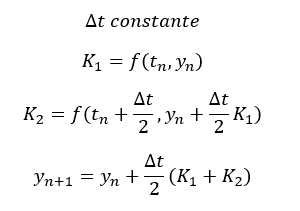 Δt constante
K₁ = f(tₙ, yₙ)
K₂ = f(tₙ + Δt/2 , yₙ + Δt/2 K₁)
yₙ₊₁ = yₙ + Δt/2 (K₁ + K₂)